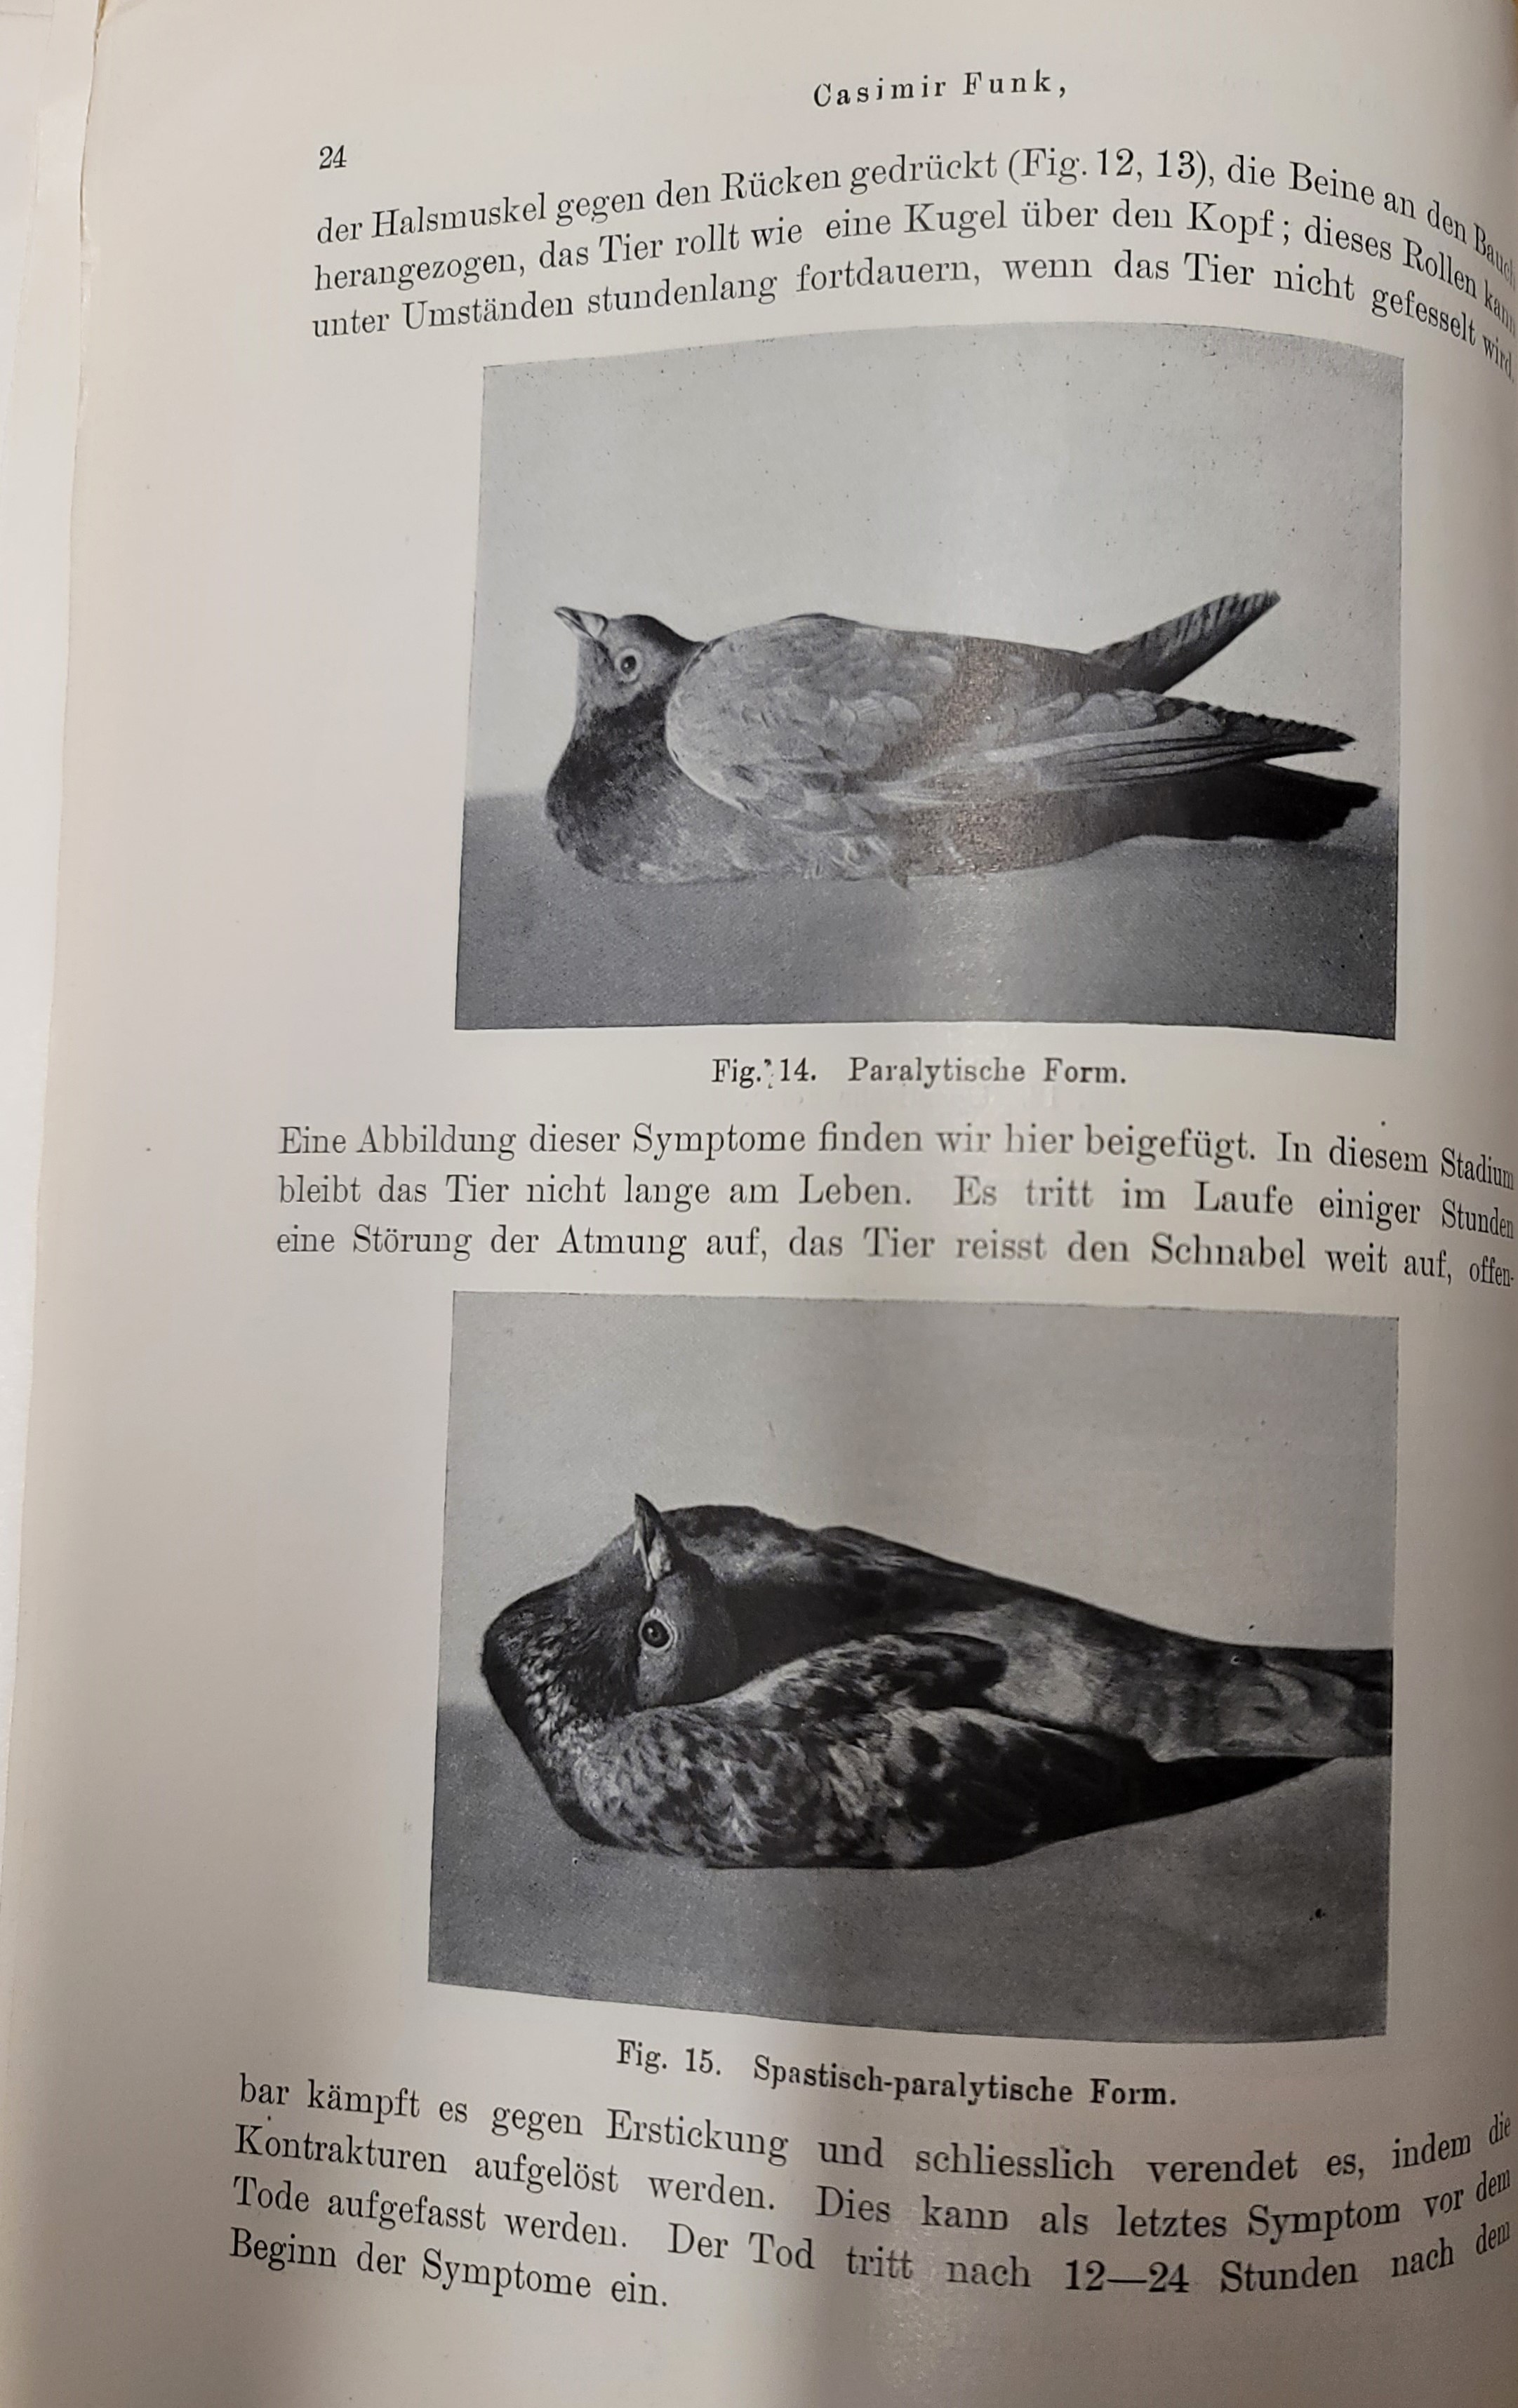 Casimir Funk,
24
der Halsmuskel gegen den Rücken gedrückt (Fig. 12, 13), die Beine an den Bauch
herangezogen, das Tier rollt wie eine Kugel über den Kopf; dieses Rollen kann
unter Umständen stundenlang fortdauern, wenn das Tier nicht gefesselt wird.
Fig. 14. Paralytische Form.
Eine Abbildung dieser Symptome finden wir hier beigefügt. In diesem Stadium
bleibt das Tier nicht lange am Leben. Es tritt im Laufe einiger Stunden
eine Störung der Atmung auf, das Tier reisst den Schnabel weit auf, offen-
Fig. 15. Spastisch-paralytische Form.
bar kämpft es gegen Erstickung und schliesslich verendet es, indem die
Kontrakturen aufgelöst werden. Dies kann als letztes Symptom vor dem
Tode aufgefasst werden. Der Tod tritt nach 12—24 Stunden nach dem
Beginn der Symptome ein.